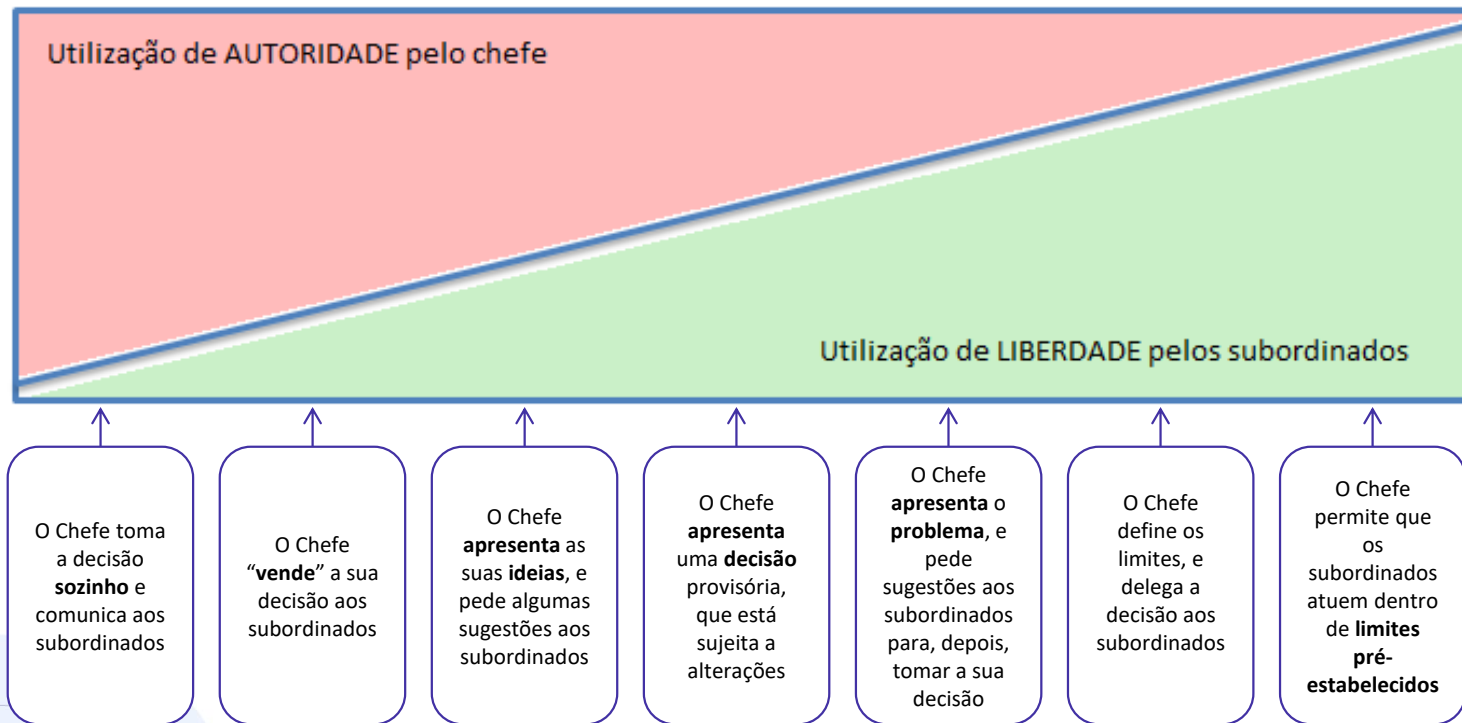 Utilização de AUTORIDADE pelo chefe
Utilização de LIBERDADE pelos subordinados
O Chefe toma
a decisão
sozinho e
comunica aos
subordinados
O Chefe
“vende” a sua
decisão aos
subordinados
O Chefe
apresenta as
suas ideias, e
pede algumas
sugestões aos
subordinados
O Chefe
apresenta
uma decisão
provisória,
que está
sujeita a
alterações
O Chefe
apresenta o
problema, e
pede
sugestões aos
subordinados
para, depois,
tomar a sua
decisão
O Chefe
define os
limites, e
delega a
decisão aos
subordinados
O Chefe
permite que
os
subordinados
atuem dentro
de limites
pré-
estabelecidos